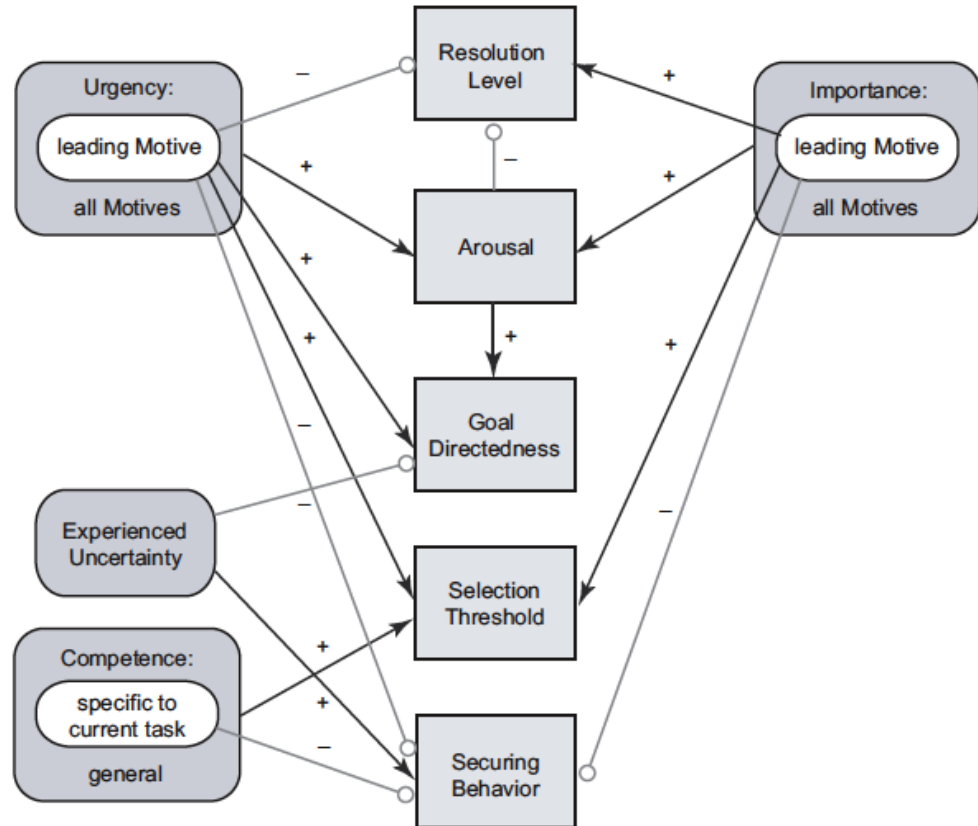 Resolution
Level
Urgency:
leading Motive
all Motives
Importance:
leading Motive
all Motives
–
+
–
+
+
Arousal
+
+
+
+
Goal
Directedness
–
–
–
Experienced
Uncertainty
Selection
Threshold
Competence:
specific to
current task
general
+
+
–
Securing
Behavior